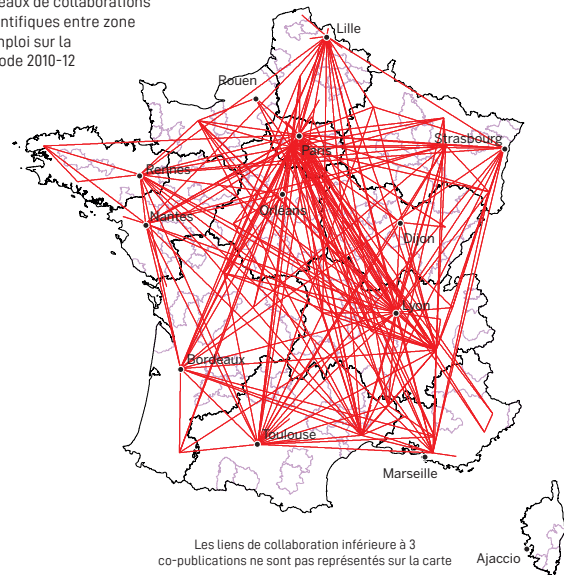 eaux de collaborations
entifiques entre zone
mploi sur la
ode 2010-12
Lille
Rouen
Paris
Strasbourg
Rennes
Orléans
Nantes
Dijon
Lyon
Bordeaux
Toulouse
Marseille
Les liens de collaboration inférieure à 3
co-publications ne sont pas représentés sur la carte
Ajaccio